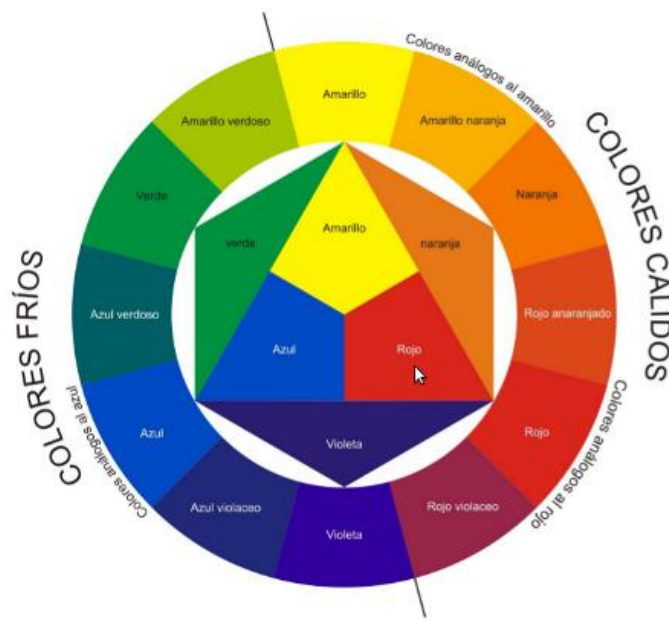 Colores análogos al amarillo
Amarillo
Amarillo verdoso
Amarillo naranja
COLORES CÁLIDOS
Verde
Naranja
Amarillo
verde
naranja
COLORES FRÍOS
Azul verdoso
Rojo anaranjado
Azul
Rojo
Colores análogos al azul
Colores análogos al rojo
Azul
Rojo
Violeta
Azul violaceo
Rojo violaceo
Violeta